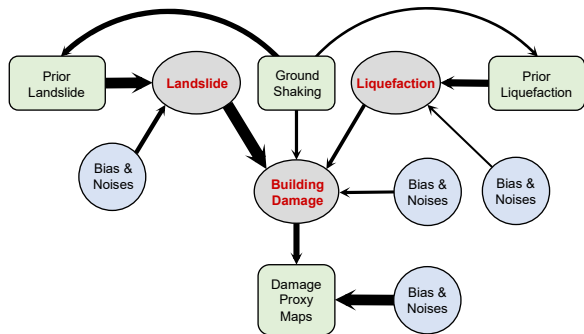 Prior
Landslide
Landslide
Ground
Shaking
Liquefaction
Prior
Liquefaction
Bias &
Noises
Building
Damage
Bias &
Noises
Bias &
Noises
Damage
Proxy
Maps
Bias &
Noises